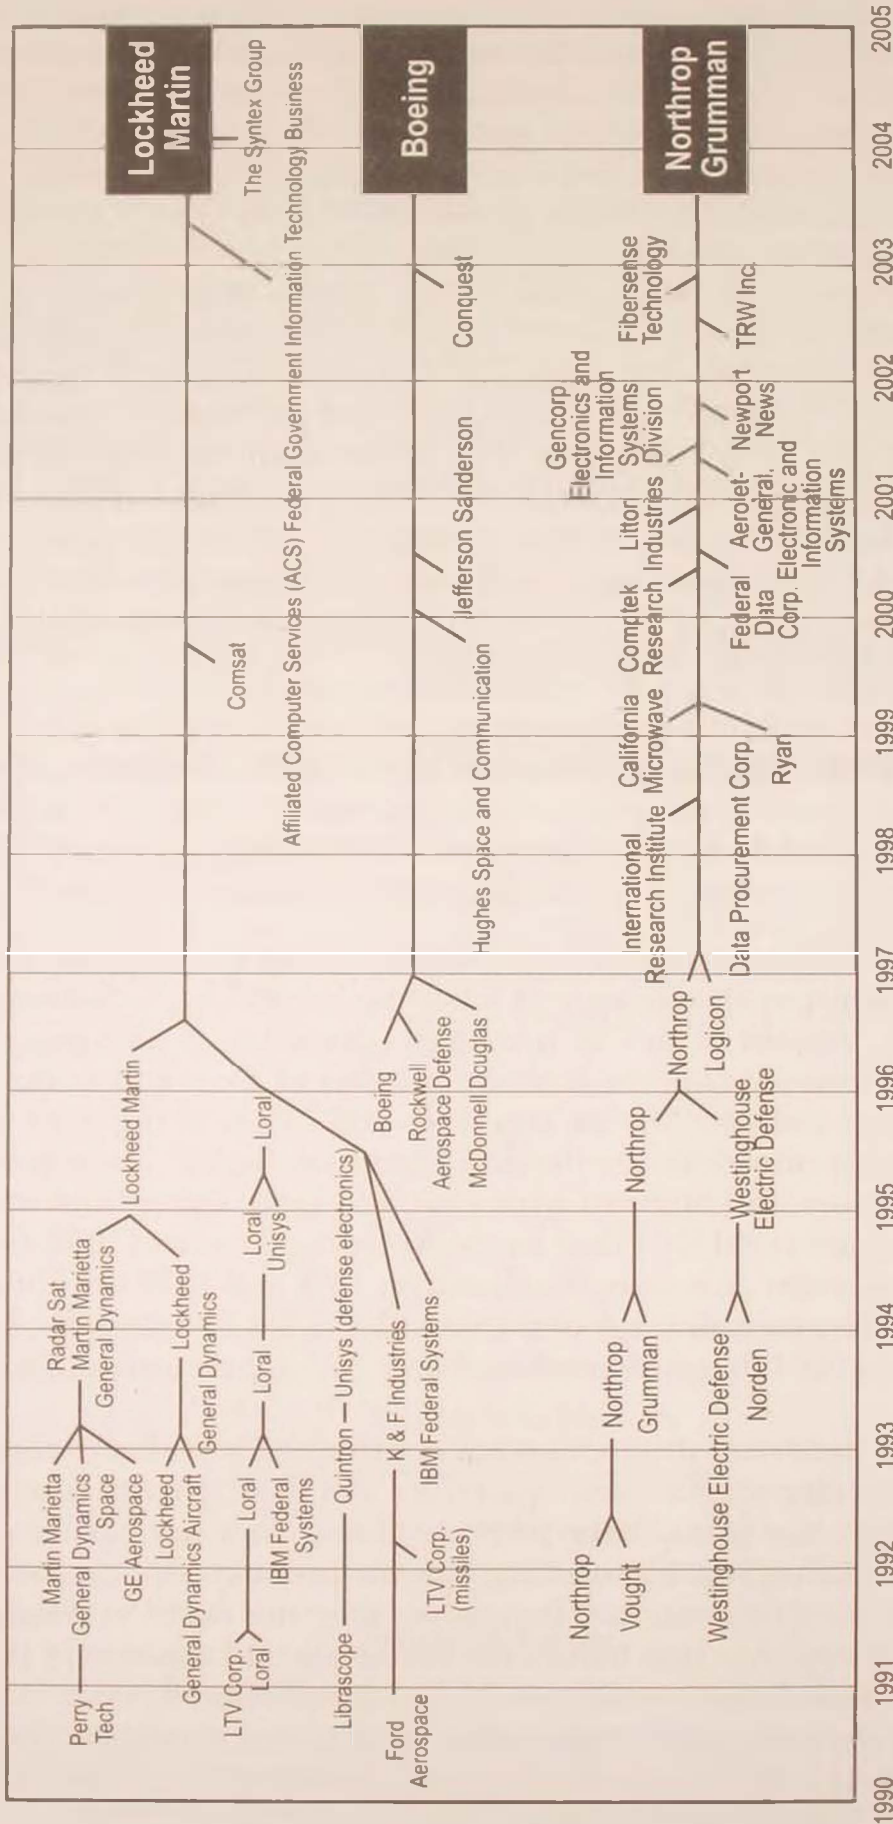 Perry
Tech
General Dynamics
Space
Martin Marietta
GE Aerospace
Radar Sat
Martin Marietta
General Dynamics
Lockheed
General Dynamics Aircraft
Lockheed
General Dynamics
Lockheed Martin
LTV Corp.
Loral
Loral
IBM Federal
Systems
Loral
Loral
Unisys
Loral
Librascope
Quintron
Unisys (defense electronics)
Ford
Aerospace
LTV Corp.
(missiles)
K & F Industries
IBM Federal Systems
Comsat
Affiliated Computer Services (ACS) Federal Government Information Technology Business
The Syntex Group
Lockheed
Martin
Boeing
Rockwell
Aerospace Defense
McDonnell Douglas
Hughes Space and Communication
Jefferson Sanderson
Conquest
Boeing
Northrop
Vought
Northrop
Grumman
Northrop
Westinghouse Electric Defense
Norden
Westinghouse
Electric Defense
Northrop
Logicon
International
Research Institute
Data Procurement Corp.
California
Microwave
Ryan
Comptek
Research
Federal
Data
Corp.
Litton
Industries
Aerolet-
General,
Electronic and
Information
Systems
Gencorp
Electronics and
Information
Systems
Division
Newport
News
TRW Inc.
Fibersense
Technology
Northrop
Grumman
1990
1991
1992
1993
1994
1995
1996
1997
1998
1999
2000
2001
2002
2003
2004
2005